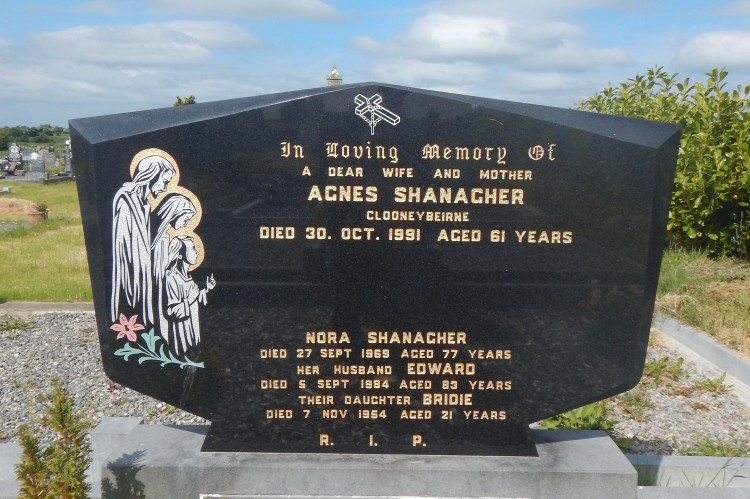 In Loving Memory Of
A DEAR WIFE AND MOTHER
AGNES SHANAGHER
CLOONEYBEIRNE
DIED 30. OCT. 1991 AGED 61 YEARS
NORA SHANAGHER
DIED 27 SEPT 1969 AGED 77 YEARS
HER HUSBAND EDWARD
DIED 5 SEPT 1984 AGED 83 YEARS
THEIR DAUGHTER BRIDIE
DIED 7 NOV 1954 AGED 21 YEARS
R. I. P.